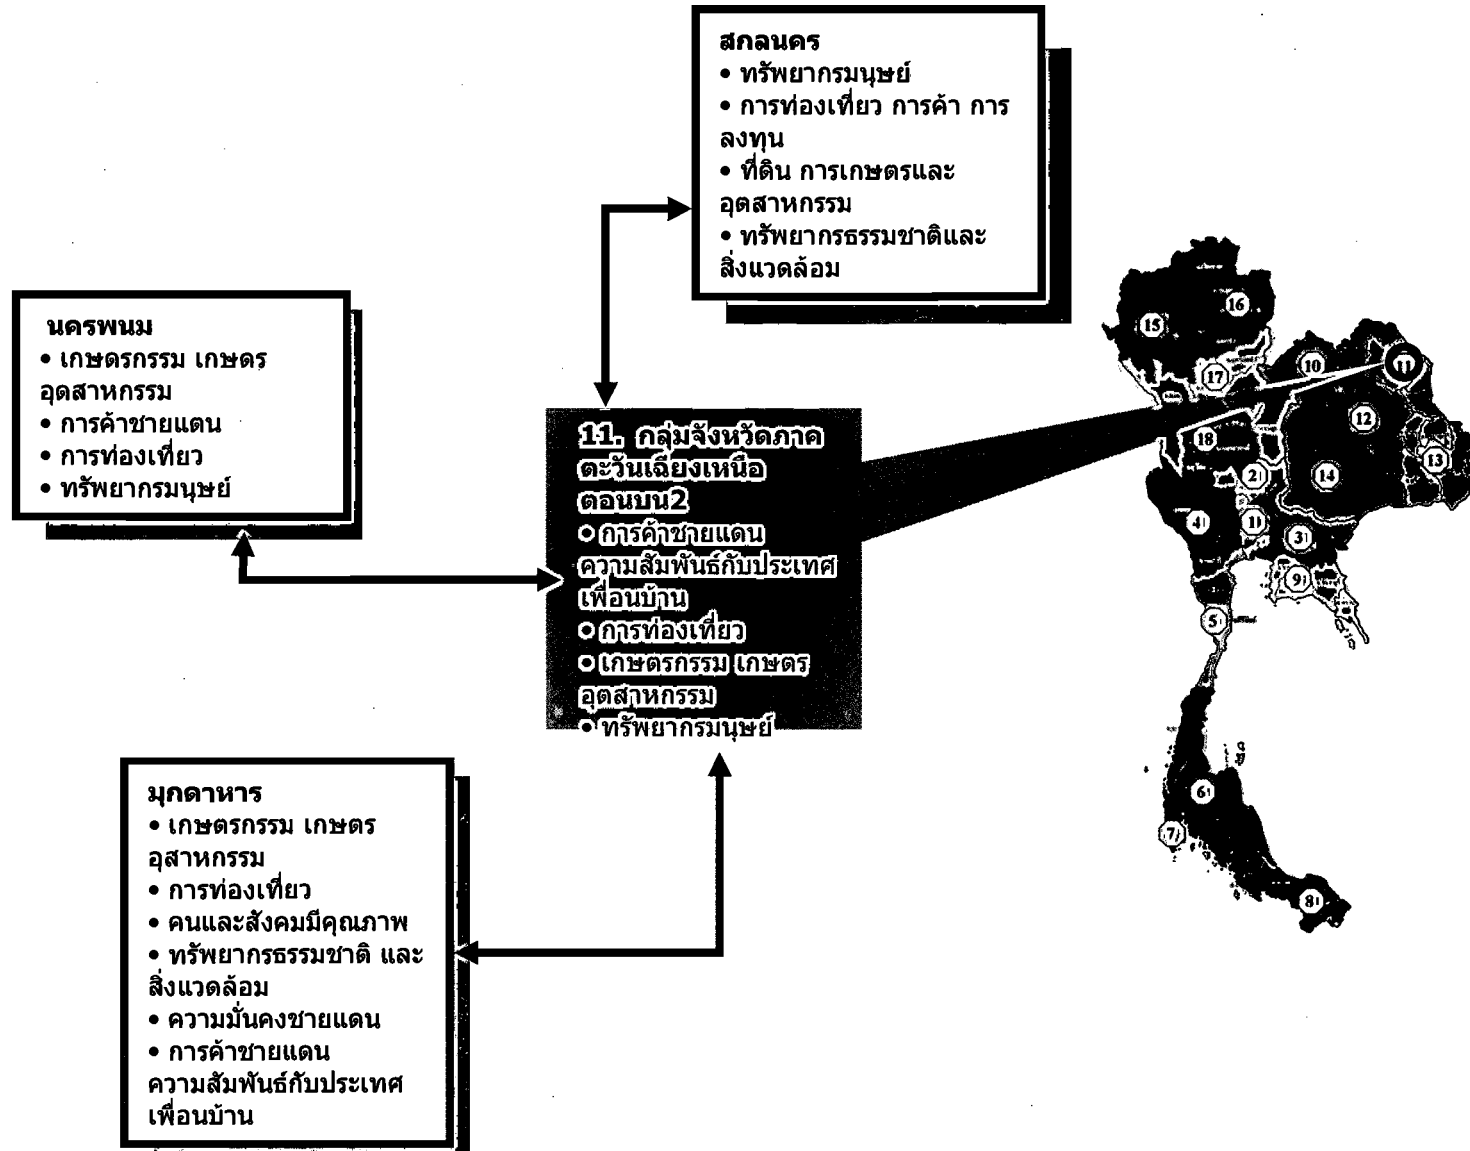 สกลนคร
• ทรัพยากรมนุษย์
• การท่องเที่ยว การค้า การ
ลงทุน
• ที่ดิน การเกษตรและ
อุตสาหกรรม
• ทรัพยากรธรรมชาติและ
สิ่งแวดล้อม
นครพนม
• เกษตรกรรม เกษตร
อุตสาหกรรม
• การค้าชายแดน
• การท่องเที่ยว
• ทรัพยากรมนุษย์
11. กลุ่มจังหวัดภาค
ตะวันเฉียงเหนือ
ตอนบน2
• การค้าชายแดน
ความสัมพันธ์กับประเทศ
เพื่อนบ้าน
• การท่องเที่ยว
• เกษตรกรรม เกษตร
อุตสาหกรรม
• ทรัพยากรมนุษย์
มุกดาหาร
• เกษตรกรรม เกษตร
อุสาหกรรม
• การท่องเที่ยว
• คนและสังคมมีคุณภาพ
• ทรัพยากรธรรมชาติ และ
สิ่งแวดล้อม
• ความมั่นคงชายแดน
• การค้าชายแดน
ความสัมพันธ์กับประเทศ
เพื่อนบ้าน
16
15
10
11
17
12
18
13
2
14
4
1
3
9
5
6
7
8